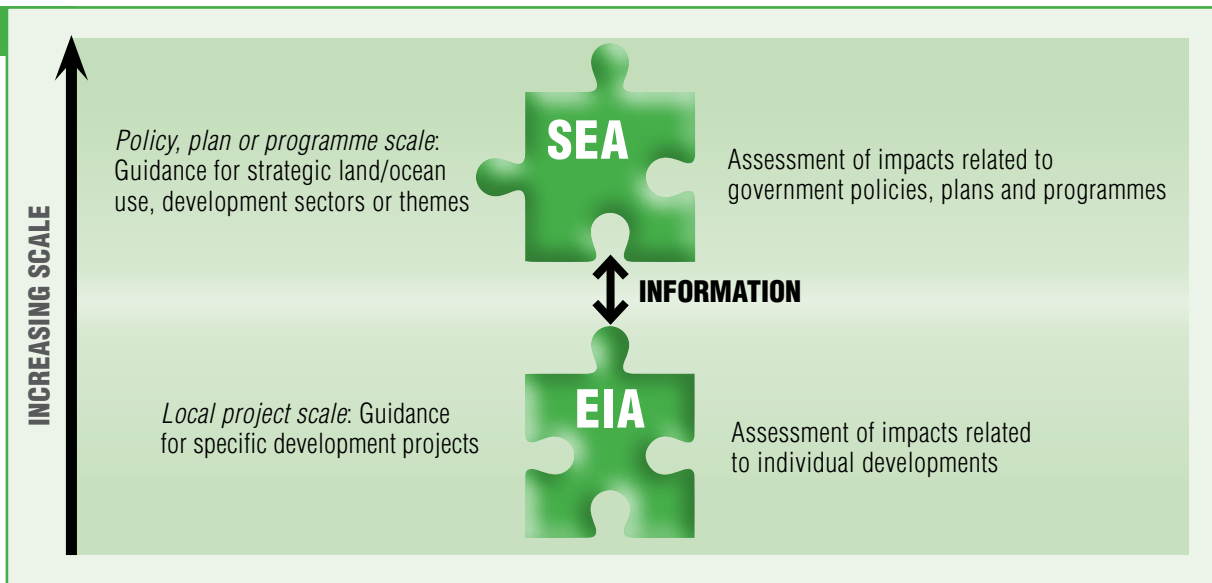 INCREASING SCALE
Policy, plan or programme scale:
Guidance for strategic land/ocean
use, development sectors or themes
SEA
Assessment of impacts related to
government policies, plans and programmes
INFORMATION
Local project scale: Guidance
for specific development projects
EIA
Assessment of impacts related
to individual developments